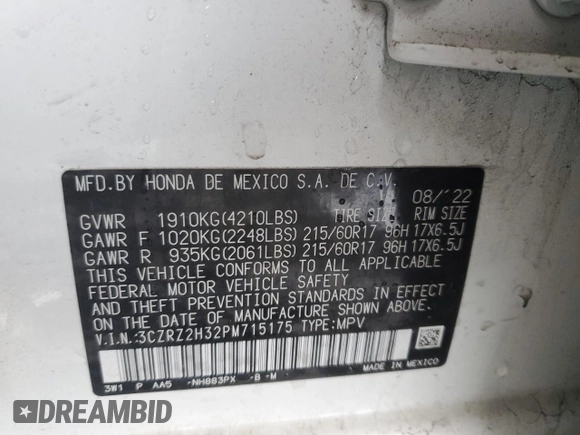 MFD.BY HONDA DE MEXICO S.A. DE C.V.
08/'22
GVWR 1910KG(4210LBS) TIRE SIZE RIM SIZE
GAWR F 1020KG(2248LBS) 215/60R17 96H 17X6.5J
GAWR R 935KG(2061LBS) 215/60R17 96H 17X6.5J
THIS VEHICLE CONFORMS TO ALL APPLICABLE
FEDERAL MOTOR VEHICLE SAFETY
AND THEFT PREVENTION STANDARDS IN EFFECT
ON THE DATE OF MANUFACTURE SHOWN ABOVE.
V.I.N:3CZRZ2H32PM715175 TYPE:MPV
3W1 P AA5 -NH883PX -B -M
MADE IN MEXICO
DREAMBID